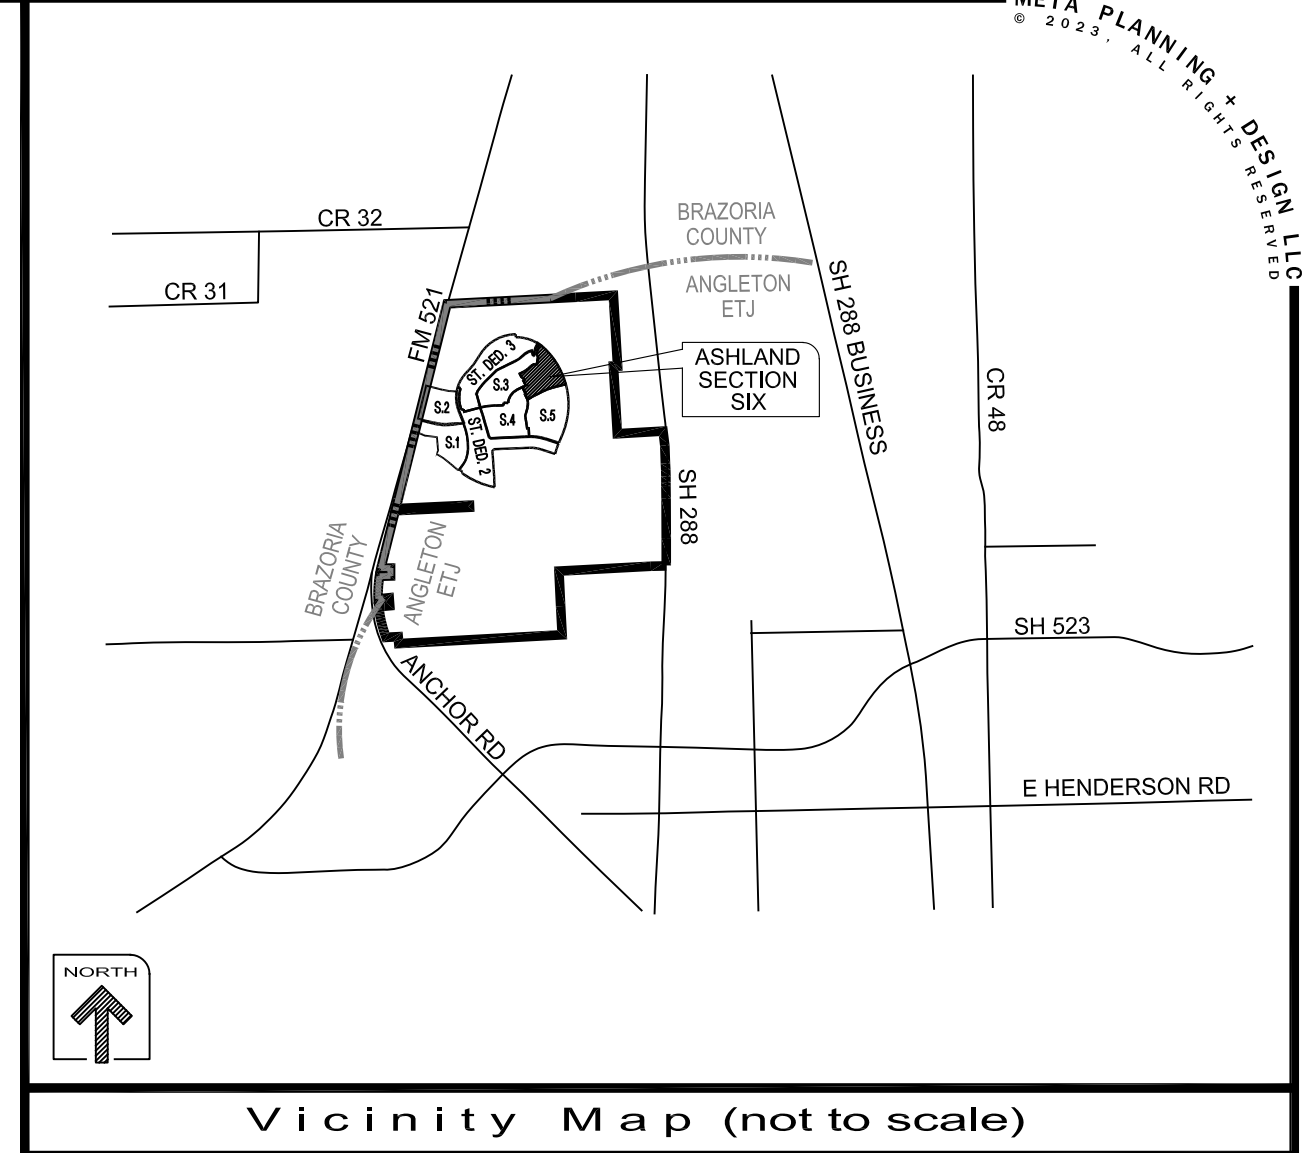 META PLANNING + DESIGN LLC
© 2023, ALL RIGHTS RESERVED
CR 32
CR 31
BRAZORIA
COUNTY
ANGLETON
ETJ
FM 521
SH 288 BUSINESS
ASHLAND
SECTION
SIX
CR 48
ST. DED. 3
S.3
S.2
S.4
S.5
S.1
ST. DED. 2
SH 288
BRAZORIA
COUNTY
ANGLETON
ETJ
SH 523
ANCHOR RD
E HENDERSON RD
NORTH
Vicinity Map (not to scale)